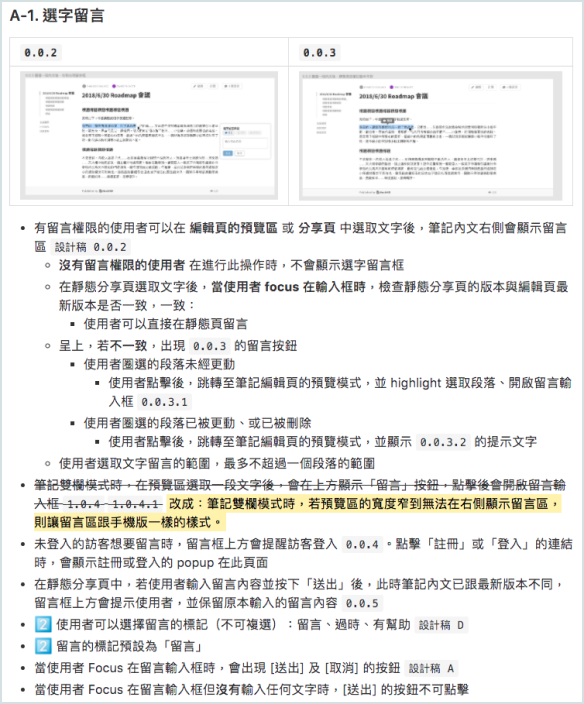 A-1. 選字留言
0.0.2
0.0.3
2018/6/30 Roadmap 會議
2018/6/30 Roadmap 會議
有留言權限的使用者可以在 編輯頁的預覽區 或 分享頁 中選取文字後，筆記內文右側會顯示留言
區 設計稿 0.0.2
沒有留言權限的使用者 在進行此操作時，不會顯示選字留言框
在靜態分享頁選取文字後，當使用者 focus 在輸入框時，檢查靜態分享頁的版本與編輯頁最
新版本是否一致，一致：
使用者可以直接在靜態頁留言
呈上，若不一致，出現 0.0.3 的留言按鈕
使用者圈選的段落未經更動
使用者點擊後，跳轉至筆記編輯頁的預覽模式，並 highlight 選取段落、開啟留言輸
入框 0.0.3.1
使用者圈選的段落已被更動、或已被刪除
使用者點擊後，跳轉至筆記編輯頁的預覽模式，並顯示 0.0.3.2 的提示文字
使用者選取文字留言的範圍，最多不超過一個段落的範圍
筆記雙欄模式時，在預覽區選取一段文字後，會在上方顯示「留言」按鈕，點擊後會開啟留言輸
入框 1.0.4 1.0.4.1 改成：筆記雙欄模式時，若預覽區的寬度窄到無法在右側顯示留言區，
則讓留言區跟手機版一樣的樣式。
未登入的訪客想要留言時，留言框上方會提醒訪客登入 0.0.4 。點擊「註冊」或「登入」的連結
時，會顯示註冊或登入的 popup 在此頁面
在靜態分享頁中，若使用者輸入留言內容並按下「送出」後，此時筆記內文已跟最新版本不同，
留言框上方會提示使用者，並保留原本輸入的留言內容 0.0.5
2 使用者可以選擇留言的標記（不可複選）：留言、過時、有幫助 設計稿 D
2 留言的標記預設為「留言」
當使用者 Focus 在留言輸入框時，會出現 [送出] 及 [取消] 的按鈕 設計稿 A
當使用者 Focus 在留言輸入框但沒有輸入任何文字時，[送出] 的按鈕不可點擊